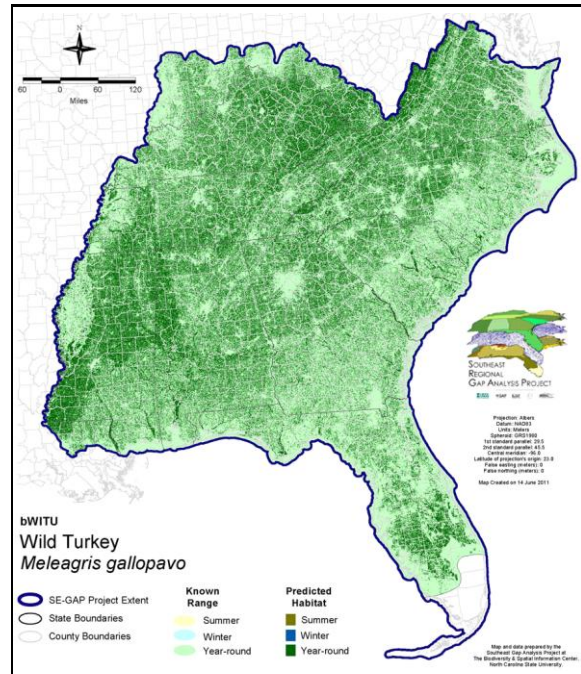 N
60 0 60 120
Miles
SOUTHEAST
REGIONAL
GAP ANALYSIS PROJECT
Projection: Albers
Datum: NAD83
Units: Meters
Spheroid: GRS1980
1st standard parallel: 29.5
2nd standard parallel: 45.5
Central meridian: -96.0
Latitude of projection's origin: 23.0
False easting (meters): 0
False northing (meters): 0
Map Created on 14 June 2011
bWITU
Wild Turkey
Meleagris gallopavo
SE-GAP Project Extent
State Boundaries
County Boundaries
Known
Range
Summer
Winter
Year-round
Predicted
Habitat
Summer
Winter
Year-round
Map and data prepared by the
Southeast Gap Analysis Project at
The Biodiversity & Spatial Information Center,
North Carolina State University.